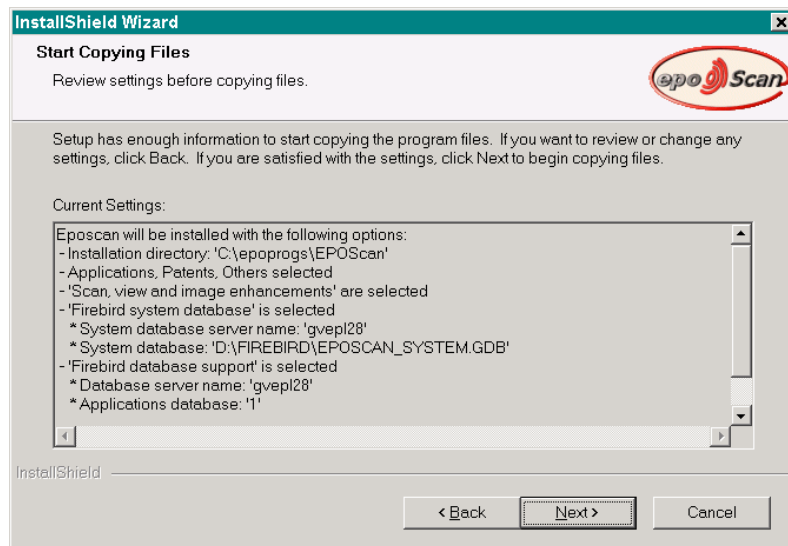 InstallShield Wizard
Start Copying Files
Review settings before copying files.
epo Scan
Setup has enough information to start copying the program files. If you want to review or change any
settings, click Back. If you are satisfied with the settings, click Next to begin copying files.
Current Settings:
Eposcan will be installed with the following options:
- Installation directory: 'C:\epoprogs\EPOScan'
- Applications, Patents, Others selected
- 'Scan, view and image enhancements' are selected
- 'Firebird system database' is selected
* System database server name: 'gvepl28'
* System database: 'D:\FIREBIRD\EPOSCAN_SYSTEM.GDB'
- 'Firebird database support' is selected
* Database server name: 'gvepl28'
* Applications database: '1'
InstallShield
< Back Next > Cancel